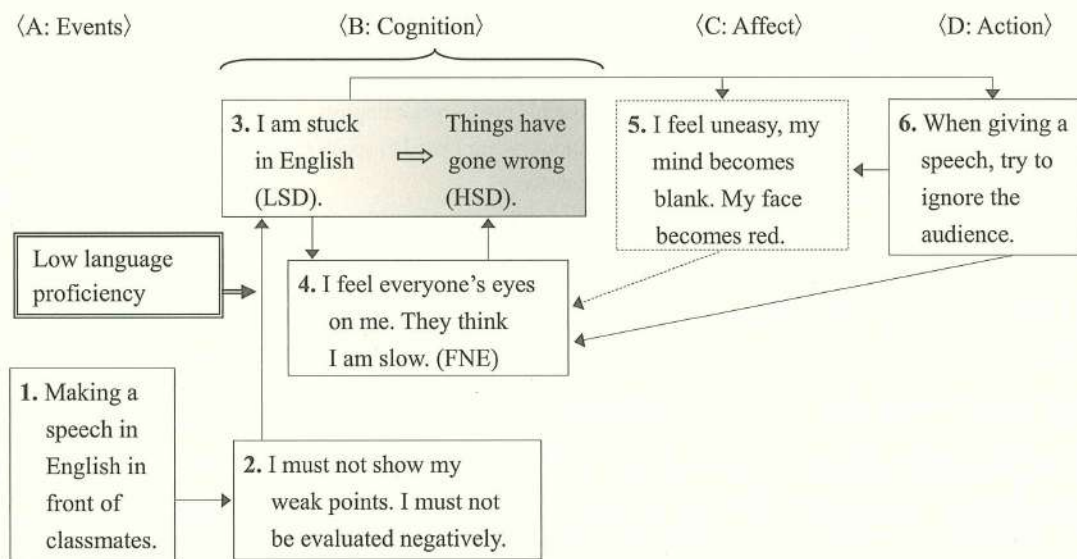 〈A: Events〉
〈B: Cognition〉
〈C: Affect〉
〈D: Action〉
3. I am stuck
in English
(LSD).
⇒
Things have
gone wrong
(HSD).
5. I feel uneasy, my
mind becomes
blank. My face
becomes red.
6. When giving a
speech, try to
ignore the
audience.
Low language
proficiency
4. I feel everyone's eyes
on me. They think
I am slow. (FNE)
1. Making a
speech in
English in
front of
classmates.
2. I must not show my
weak points. I must not
be evaluated negatively.